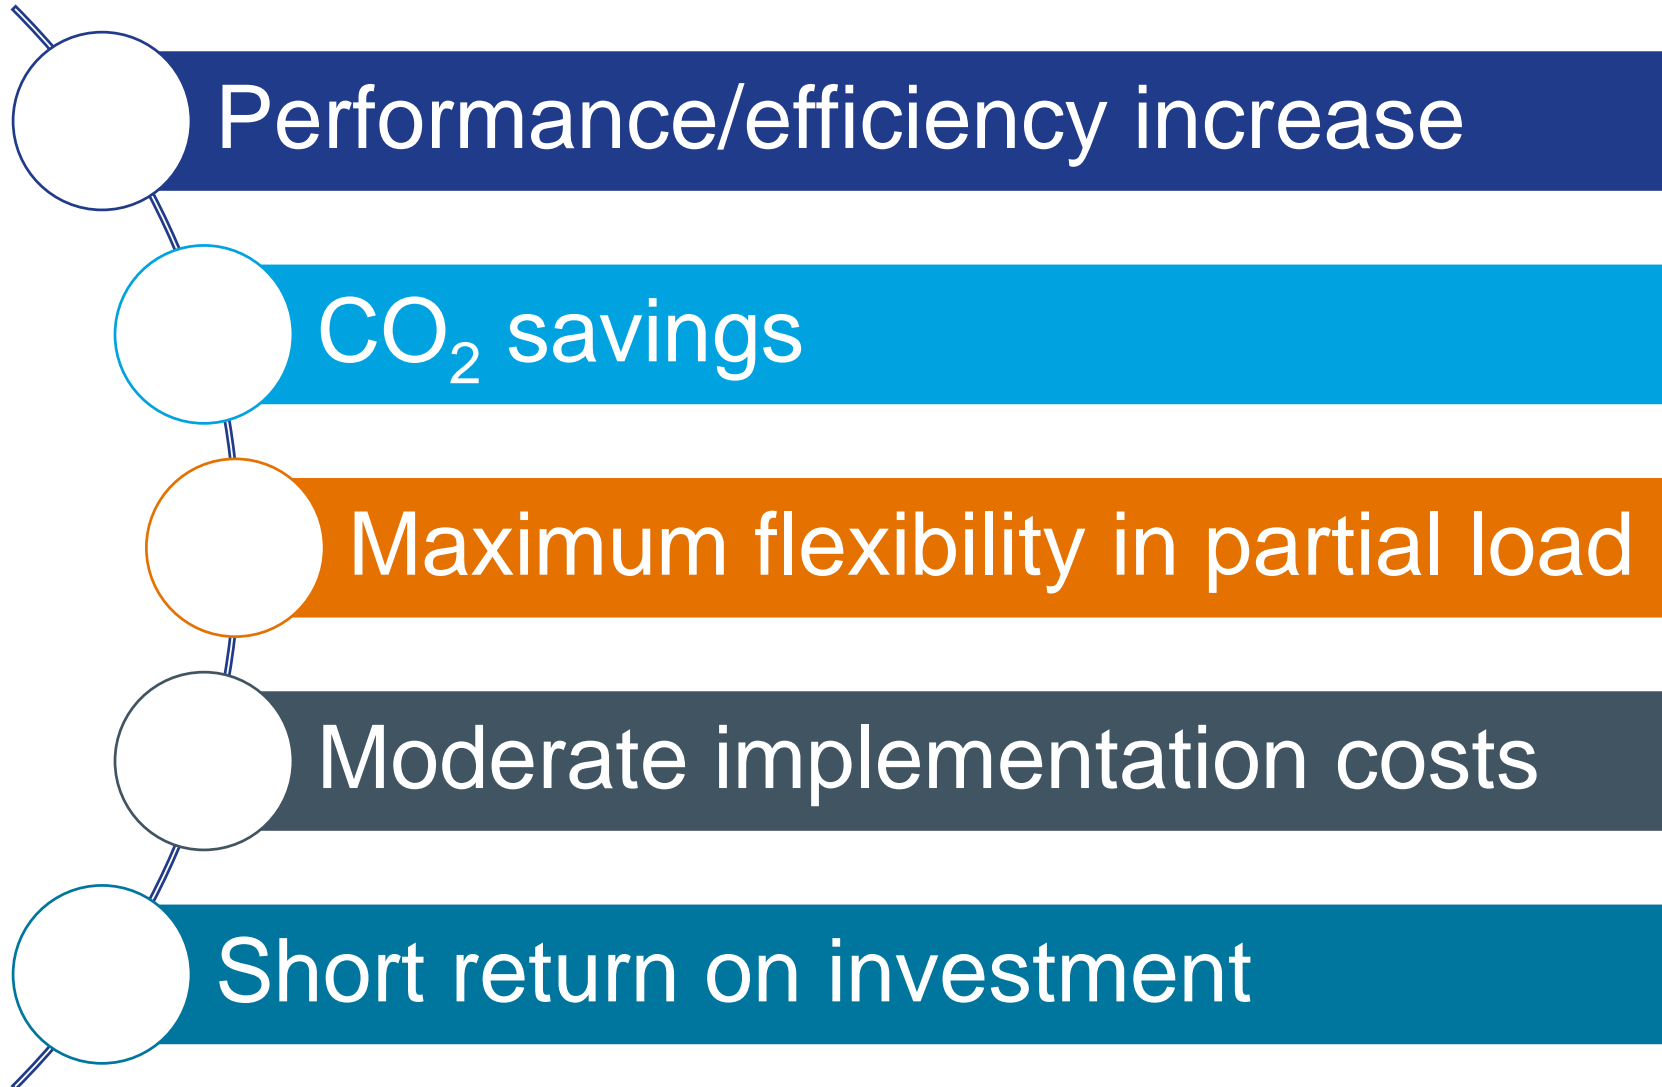 Performance/efficiency increase
CO₂ savings
Maximum flexibility in partial load
Moderate implementation costs
Short return on investment